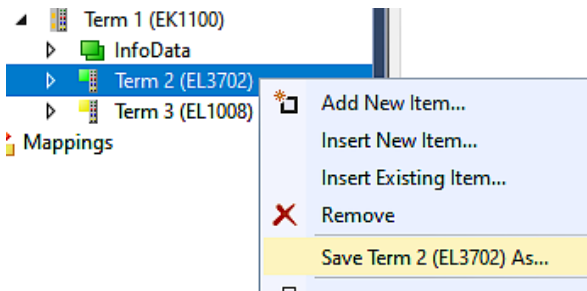 Term 1 (EK1100)
InfoData
Term 2 (EL3702)
Term 3 (EL1008)
Mappings
Add New Item...
Insert New Item...
Insert Existing Item...
Remove
Save Term 2 (EL3702) As...